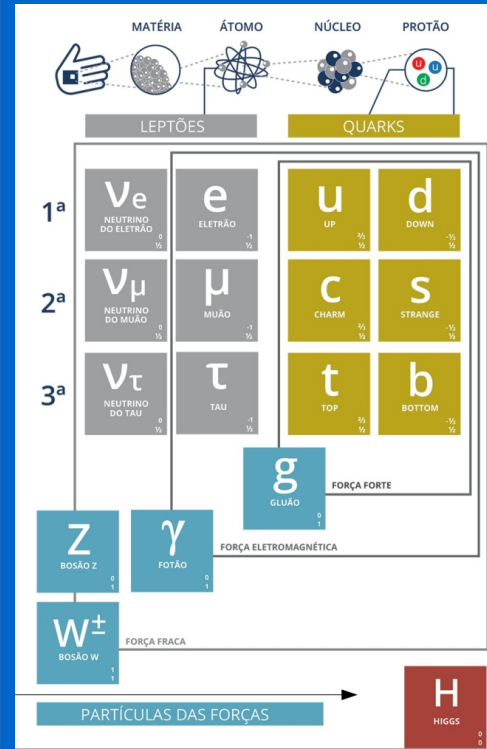 MATÉRIA
ÁTOMO
NÚCLEO
PROTÃO
u
u
d
LEPTÕES
QUARKS
1ª
νe
NEUTRINO
DO ELETRÃO
0
½
e
ELETRÃO
-1
½
u
UP
⅔
½
d
DOWN
-⅓
½
2ª
νμ
NEUTRINO
DO MUÃO
0
½
μ
MUÃO
-1
½
c
CHARM
⅔
½
s
STRANGE
-⅓
½
3ª
ντ
NEUTRINO
DO TAU
0
½
τ
TAU
-1
½
t
TOP
⅔
½
b
BOTTOM
-⅓
½
g
GLUÃO
0
1
FORÇA FORTE
Z
BOSÃO Z
0
1
γ
FOTÃO
0
1
FORÇA ELETROMAGNÉTICA
W±
BOSÃO W
1
1
FORÇA FRACA
PARTÍCULAS DAS FORÇAS
H
HIGGS
0
0